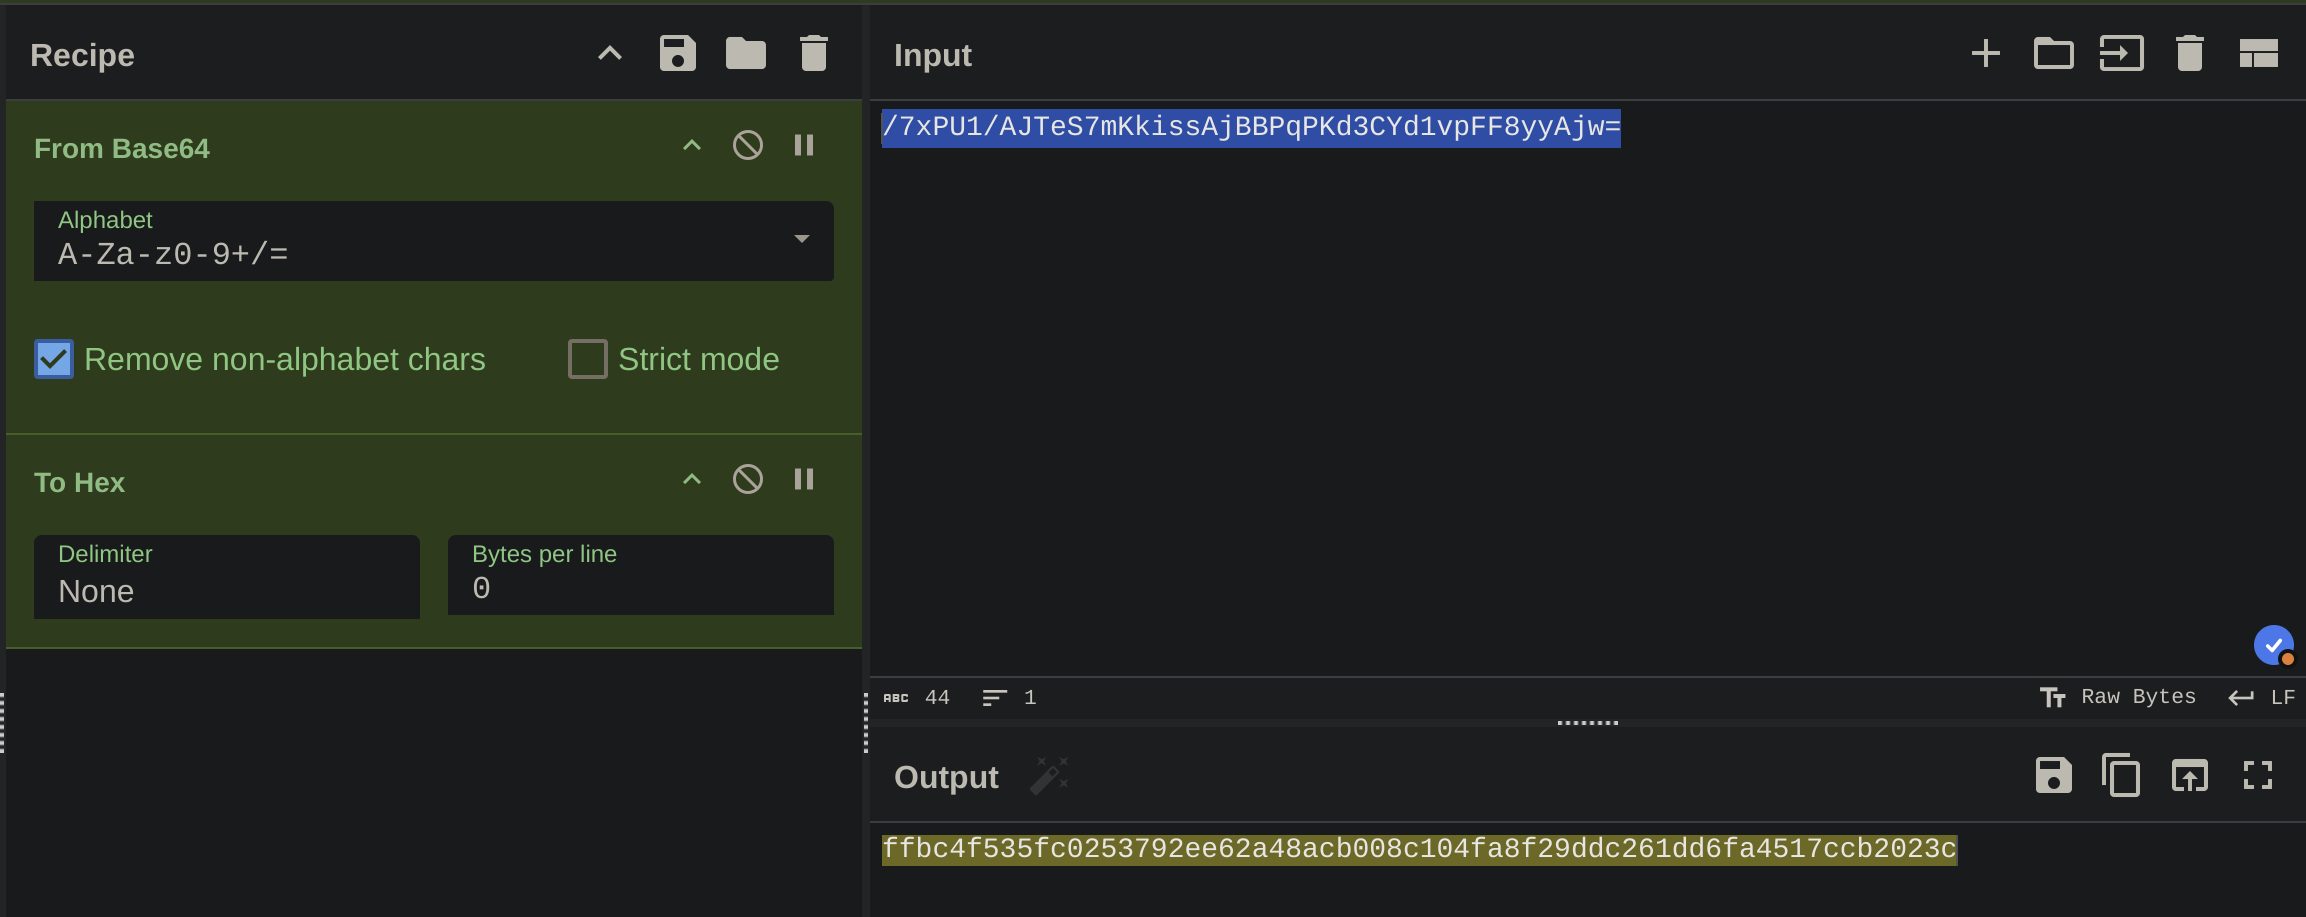 Recipe
From Base64
Alphabet
A-Za-z0-9+/=
Remove non-alphabet chars
Strict mode
To Hex
Delimiter
None
Bytes per line
0
Input
/7xPU1/AJTeS7mKkissAjBBPqPKd3CYd1vpFF8yyAjw=
ABC 44
1
Raw Bytes
LF
Output
ffbc4f535fc0253792ee62a48acb008c104fa8f29ddc261dd6fa4517ccb2023c